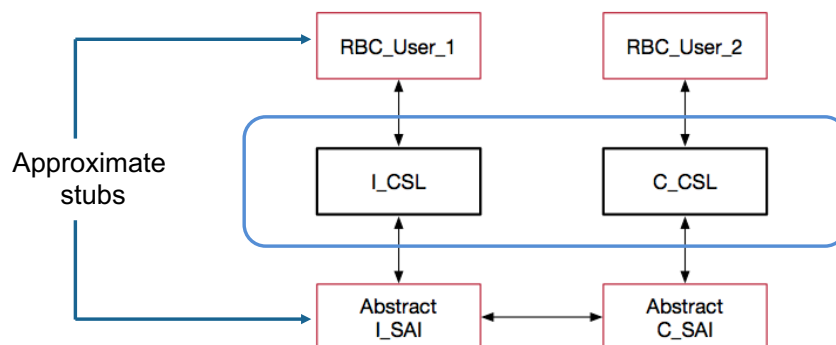 RBC_User_1
RBC_User_2
Approximate
stubs
I_CSL
C_CSL
Abstract
I_SAI
Abstract
C_SAI